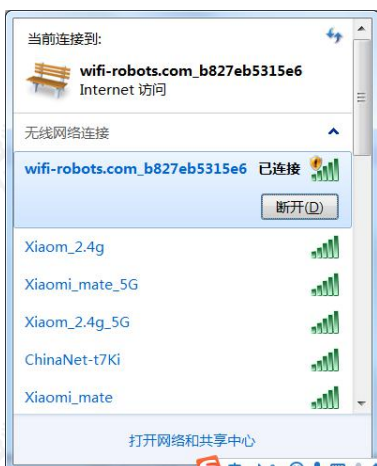 当前连接到:
wifi-robots.com_b827eb5315e6
Internet 访问
无线网络连接
wifi-robots.com_b827eb5315e6 已连接
断开(D)
Xiaom_2.4g
Xiaomi_mate_5G
Xiaom_2.4g_5G
ChinaNet-t7Ki
Xiaomi_mate
打开网络和共享中心